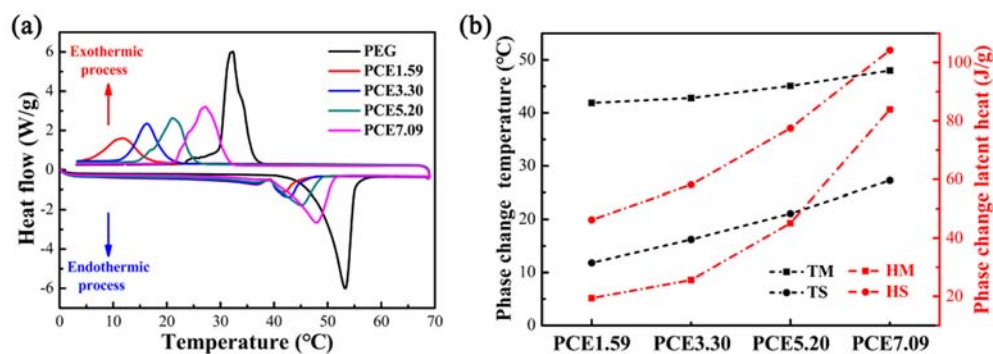 (a)
Exothermic
process
PEG
PCE1.59
PCE3.30
PCE5.20
PCE7.09
Endothermic
process
Heat flow (W/g)
6
4
2
0
-2
-4
-6
0 10 20 30 40 50 60 70
Temperature (°C)
(b)
Phase change temperature (°C)
50
40
30
20
10
0
TM
TS
HM
HS
PCE1.59 PCE3.30 PCE5.20 PCE7.09
100
80
60
40
20
Phase change latent heat (J/g)